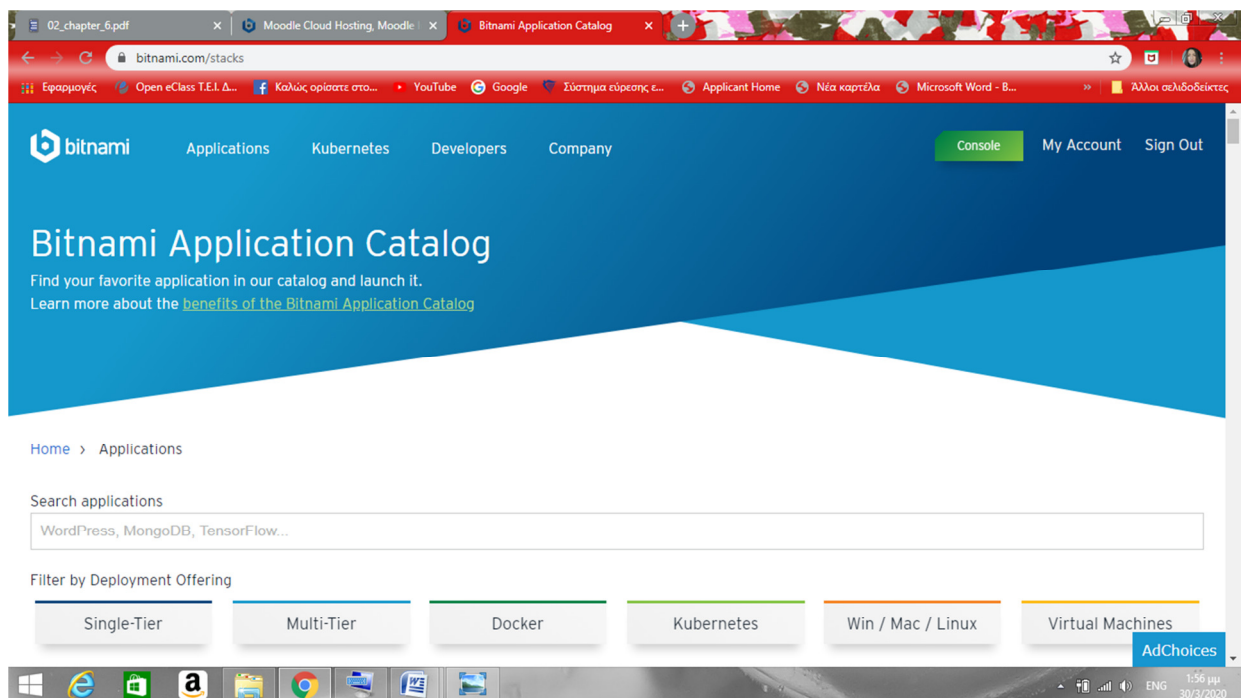 02_chapter_6.pdf
Moodle Cloud Hosting, Moodle
Bitnami Application Catalog
bitnami.com/stacks
Εφαρμογές
Open eClass T.E.I. Δ...
Καλώς ορίσατε στο...
YouTube
Google
Σύστημα εύρεσης ε...
Applicant Home
Νέα καρτέλα
Microsoft Word - B...
»
Άλλοι σελιδοδείκτες
bitnami
Applications
Kubernetes
Developers
Company
Console
My Account
Sign Out
Bitnami Application Catalog
Find your favorite application in our catalog and launch it.
Learn more about the benefits of the Bitnami Application Catalog
Home > Applications
Search applications
WordPress, MongoDB, TensorFlow...
Filter by Deployment Offering
Single-Tier
Multi-Tier
Docker
Kubernetes
Win / Mac / Linux
Virtual Machines
AdChoices
ENG
1:56 μμ
30/3/2020